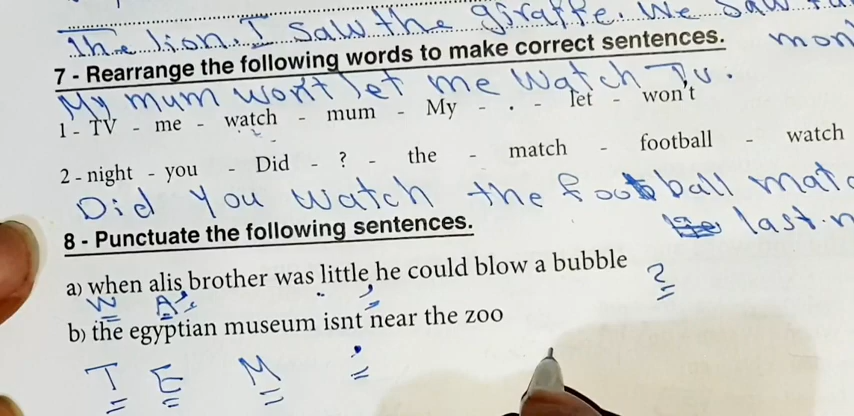 The lion. I saw the giraffe. We saw
mon
7 - Rearrange the following words to make correct sentences.
My mum won't let me watch TV.
1 - TV - me - watch - mum - My - . - let - won't
2 - night - you - Did - ? - the - match - football - watch
Did you watch the football matc
last n
8 - Punctuate the following sentences.
a) when alis brother was little he could blow a bubble
W A 's , ?
b) the egyptian museum isnt near the zoo
T E M '